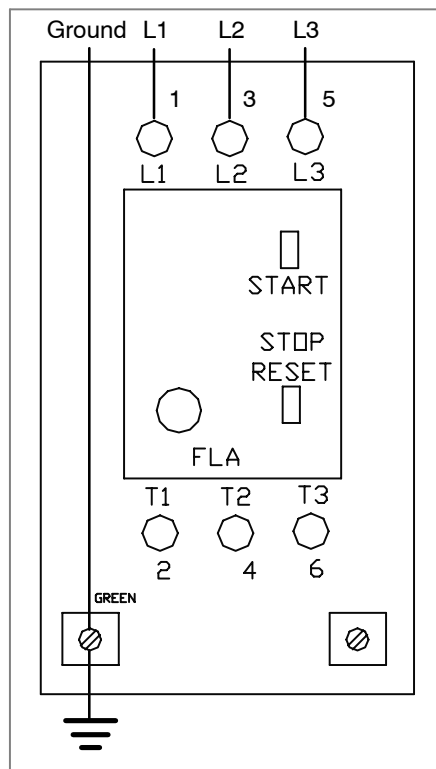 Ground L1 L2 L3
1 3 5
L1 L2 L3
START
STOP
RESET
FLA
T1 T2 T3
2 4 6
GREEN